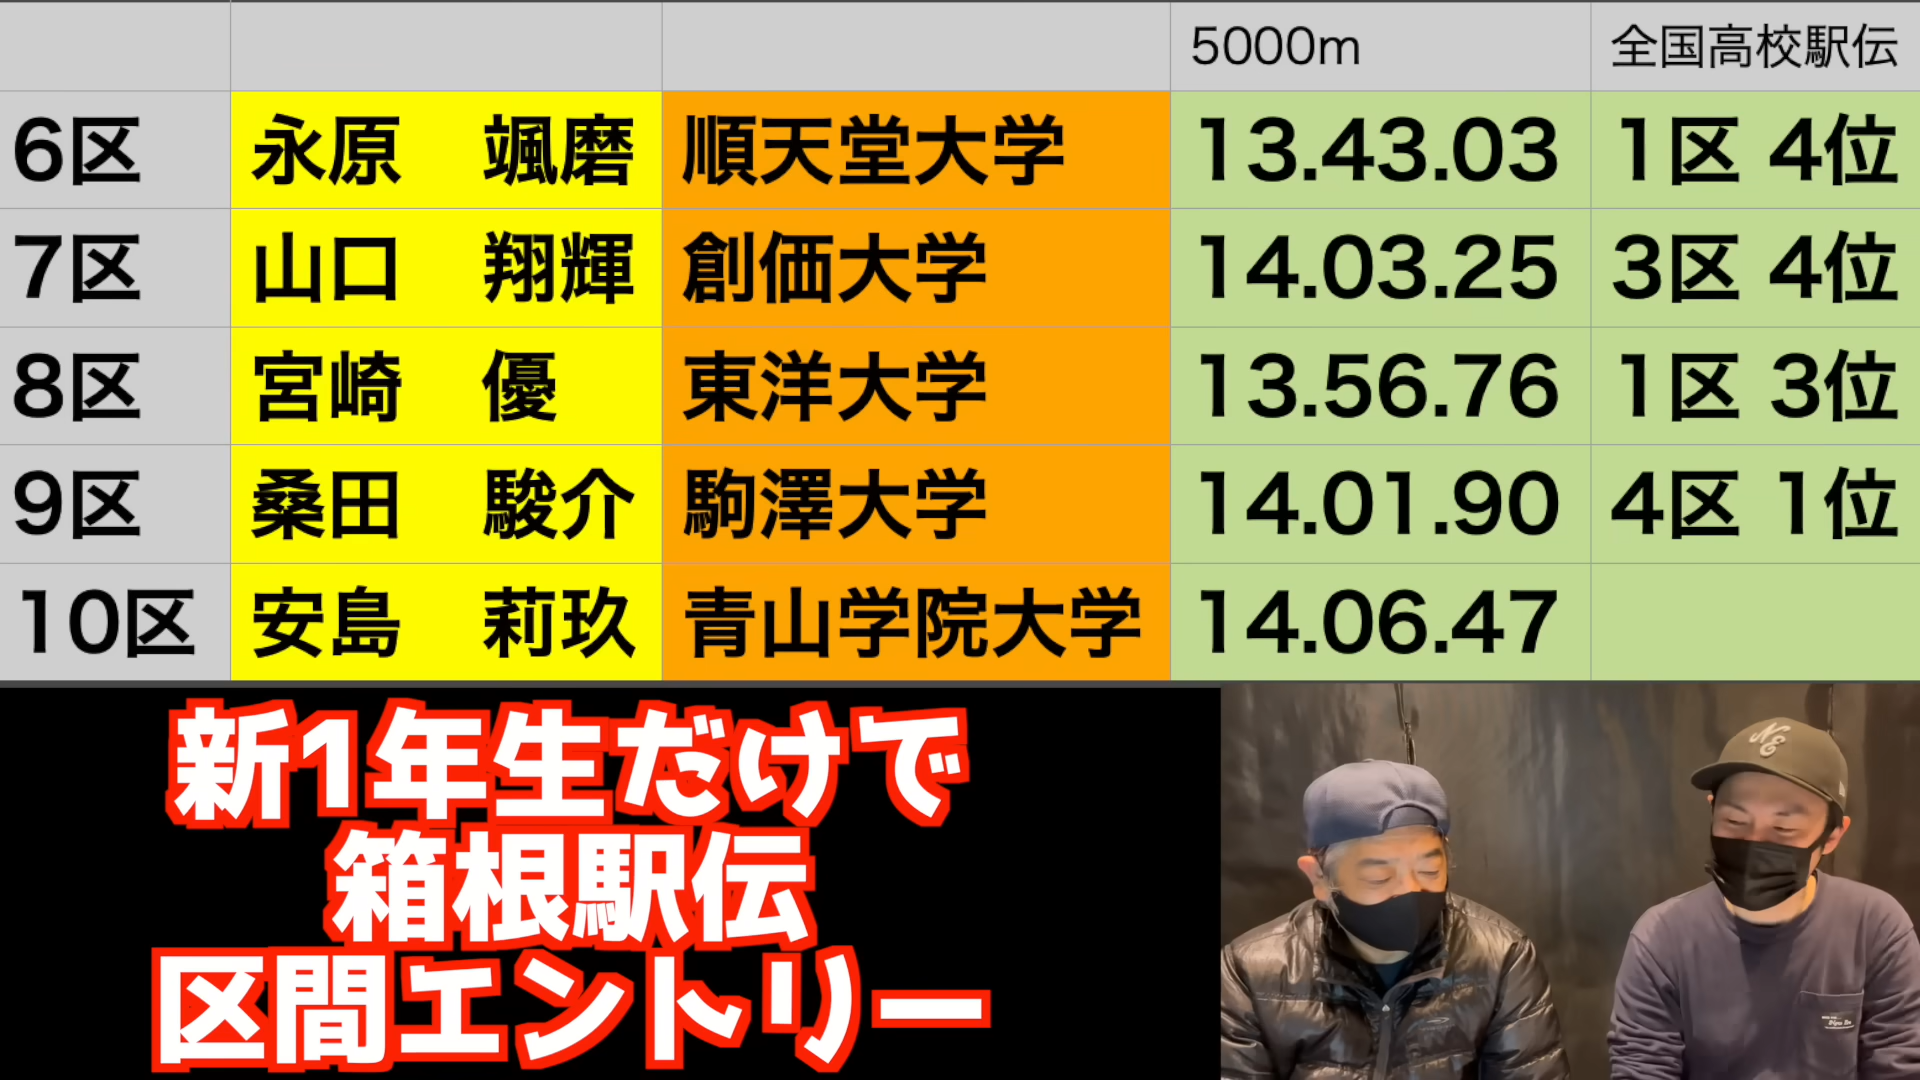 5000m 全国高校駅伝
6区 永原 颯磨 順天堂大学 13.43.03 1区 4位
7区 山口 翔輝 創価大学 14.03.25 3区 4位
8区 宮崎 優 東洋大学 13.56.76 1区 3位
9区 桑田 駿介 駒澤大学 14.01.90 4区 1位
10区 安島 莉玖 青山学院大学 14.06.47
新1年生だけで
箱根駅伝
区間エントリー
NE